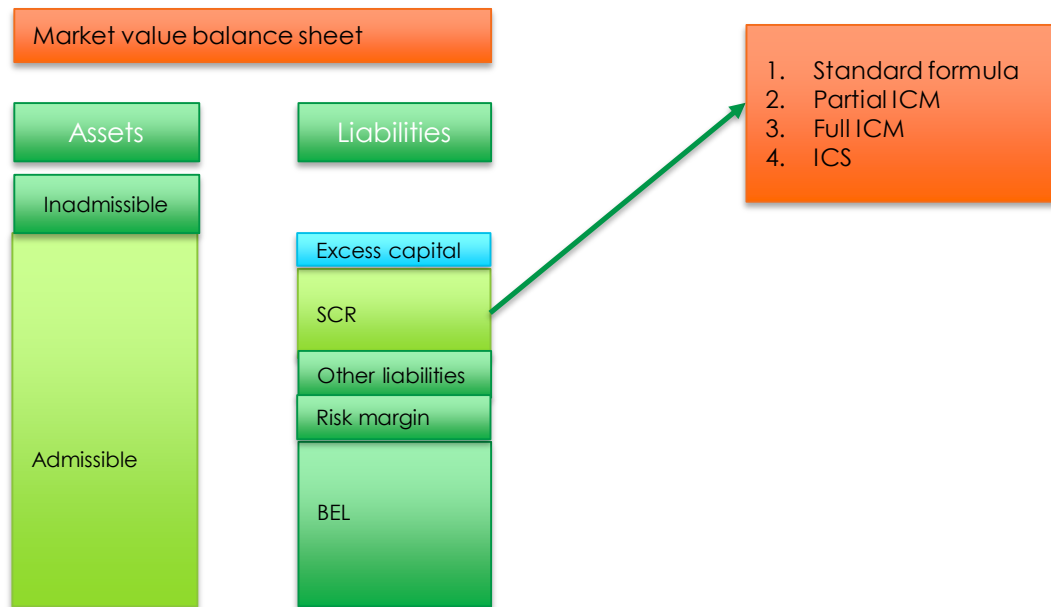 Market value balance sheet
Assets
Liabilities
Inadmissible
Admissible
Excess capital
SCR
Other liabilities
Risk margin
BEL
1. Standard formula
2. Partial ICM
3. Full ICM
4. ICS